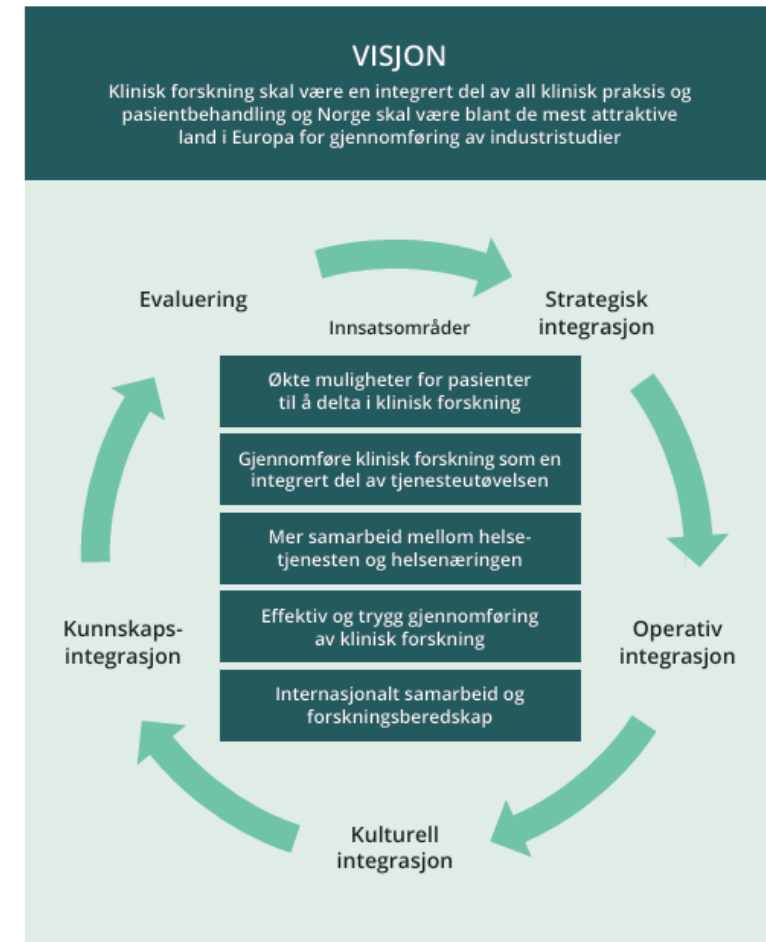 VISJON
Klinisk forskning skal være en integrert del av all klinisk praksis og
pasientbehandling og Norge skal være blant de mest attraktive
land i Europa for gjennomføring av industristudier
Evaluering
Strategisk
integrasjon
Innsatsområder
Økte muligheter for pasienter
til å delta i klinisk forskning
Gjennomføre klinisk forskning som en
integrert del av tjenesteutøvelsen
Mer samarbeid mellom helse-
tjenesten og helsenæringen
Effektiv og trygg gjennomføring
av klinisk forskning
Internasjonalt samarbeid og
forskningsberedskap
Operativ
integrasjon
Kulturell
integrasjon
Kunnskaps-
integrasjon